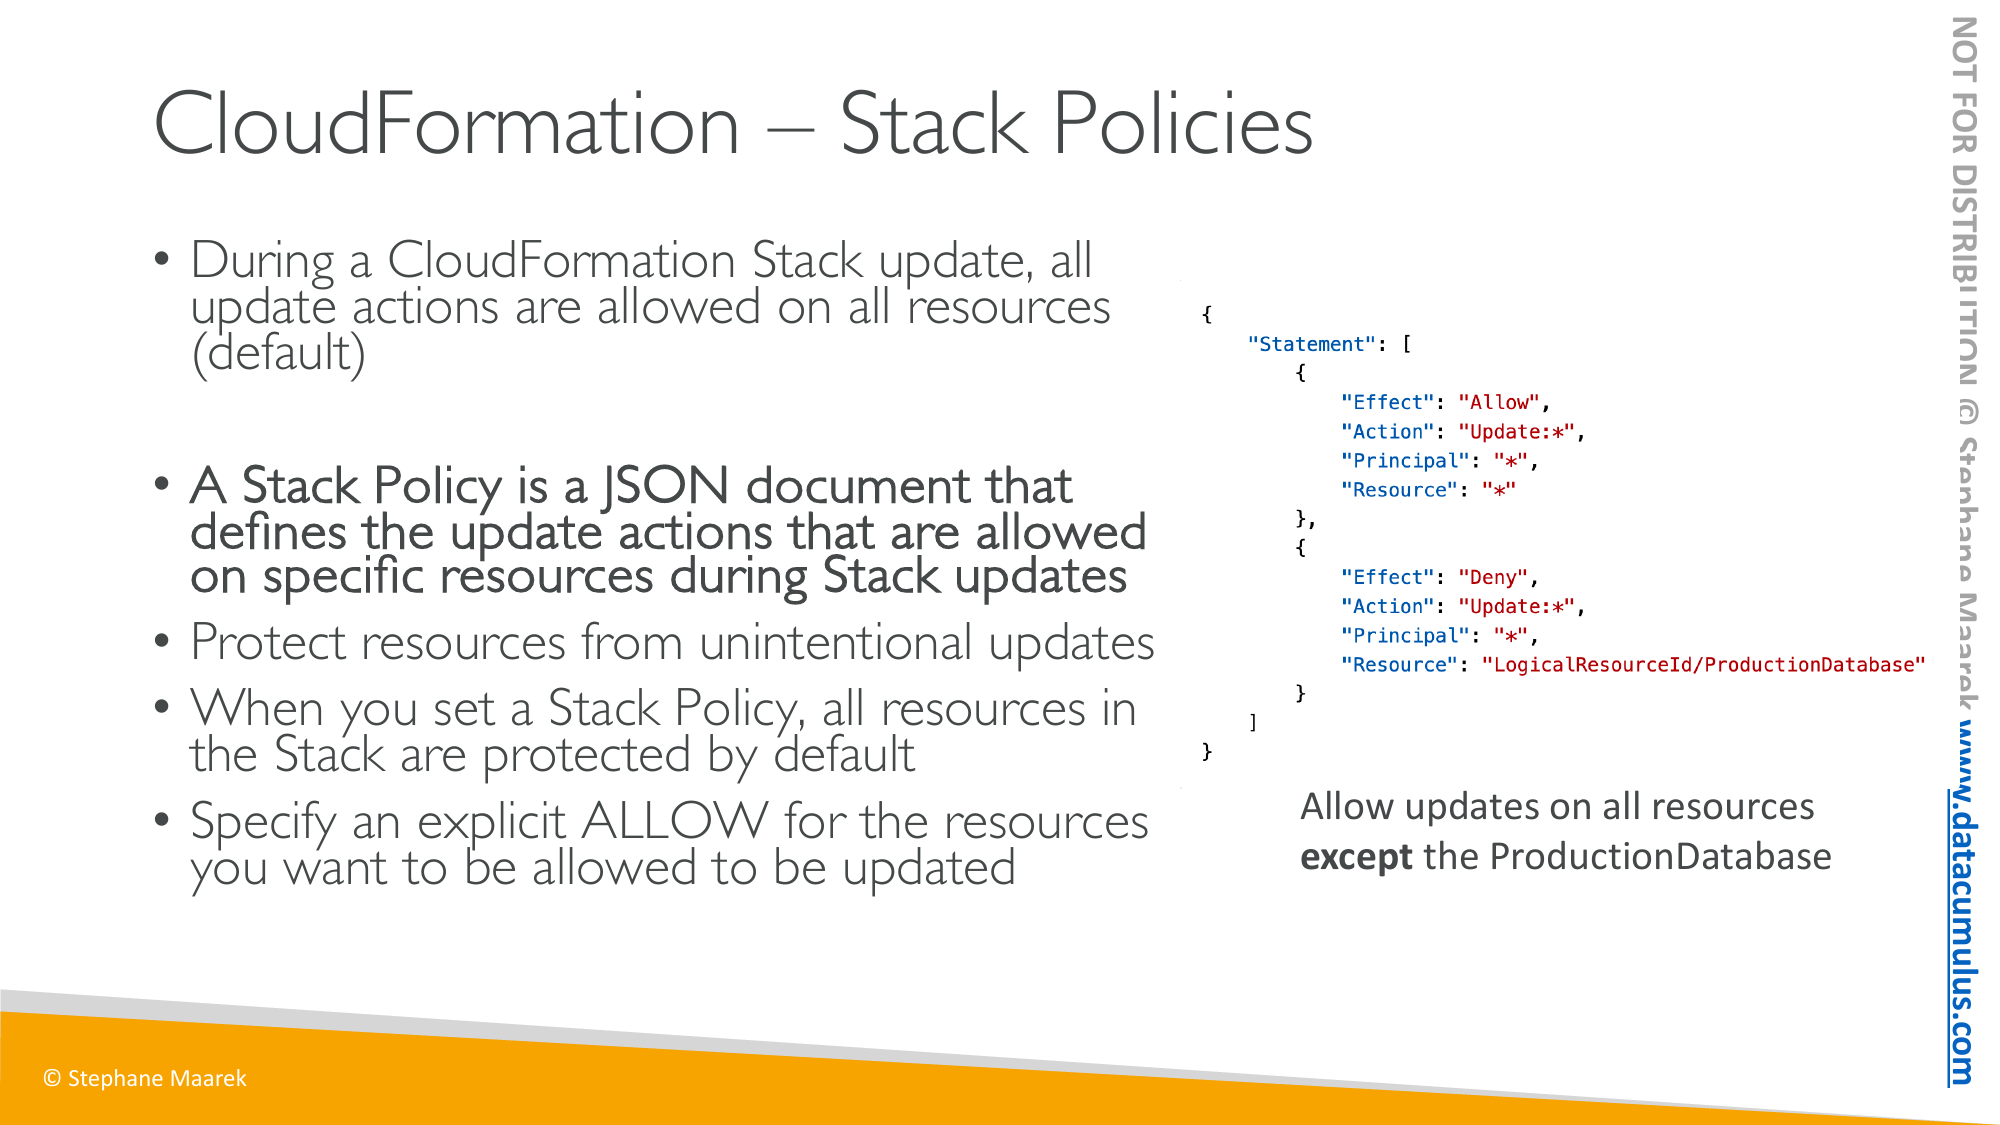 CloudFormation – Stack Policies
• During a CloudFormation Stack update, all
update actions are allowed on all resources
(default)
• A Stack Policy is a JSON document that
defines the update actions that are allowed
on specific resources during Stack updates
• Protect resources from unintentional updates
• When you set a Stack Policy, all resources in
the Stack are protected by default
• Specify an explicit ALLOW for the resources
you want to be allowed to be updated
{
    "Statement": [
        {
            "Effect": "Allow",
            "Action": "Update:*",
            "Principal": "*",
            "Resource": "*"
        },
        {
            "Effect": "Deny",
            "Action": "Update:*",
            "Principal": "*",
            "Resource": "LogicalResourceId/ProductionDatabase"
        }
    ]
}
Allow updates on all resources
except the ProductionDatabase
NOT FOR DISTRIBUTION © Stephane Maarek www.datacumulus.com
© Stephane Maarek